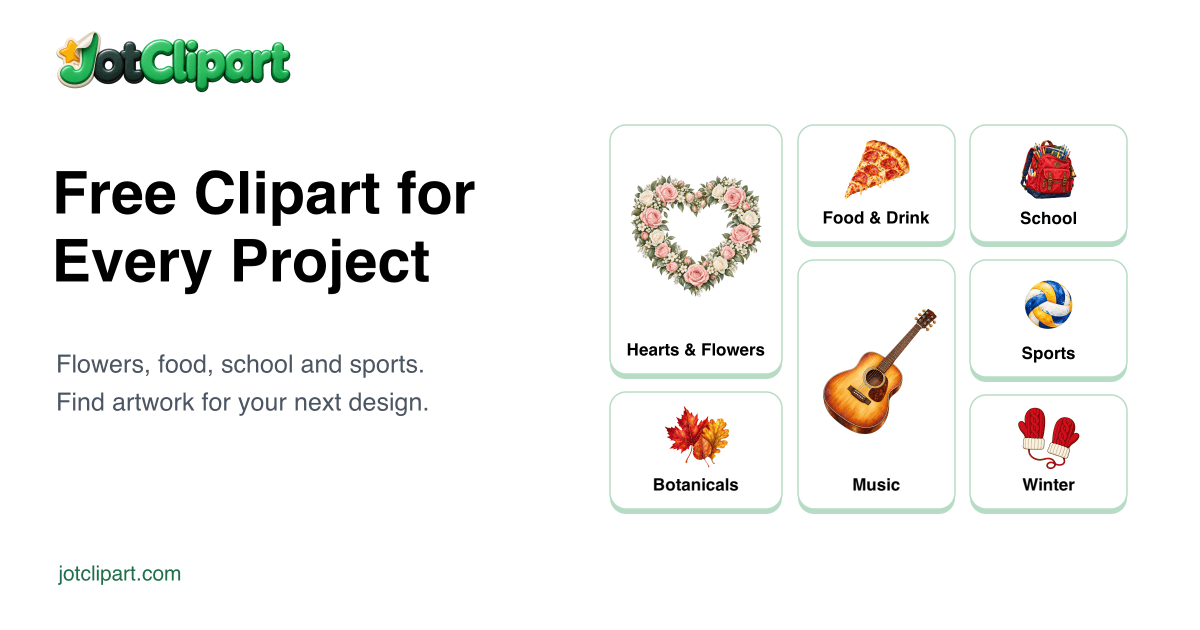 JotClipart
Free Clipart for
Every Project
Flowers, food, school and sports.
Find artwork for your next design.
jotclipart.com
Hearts & Flowers
Food & Drink
School
Sports
Botanicals
Music
Winter